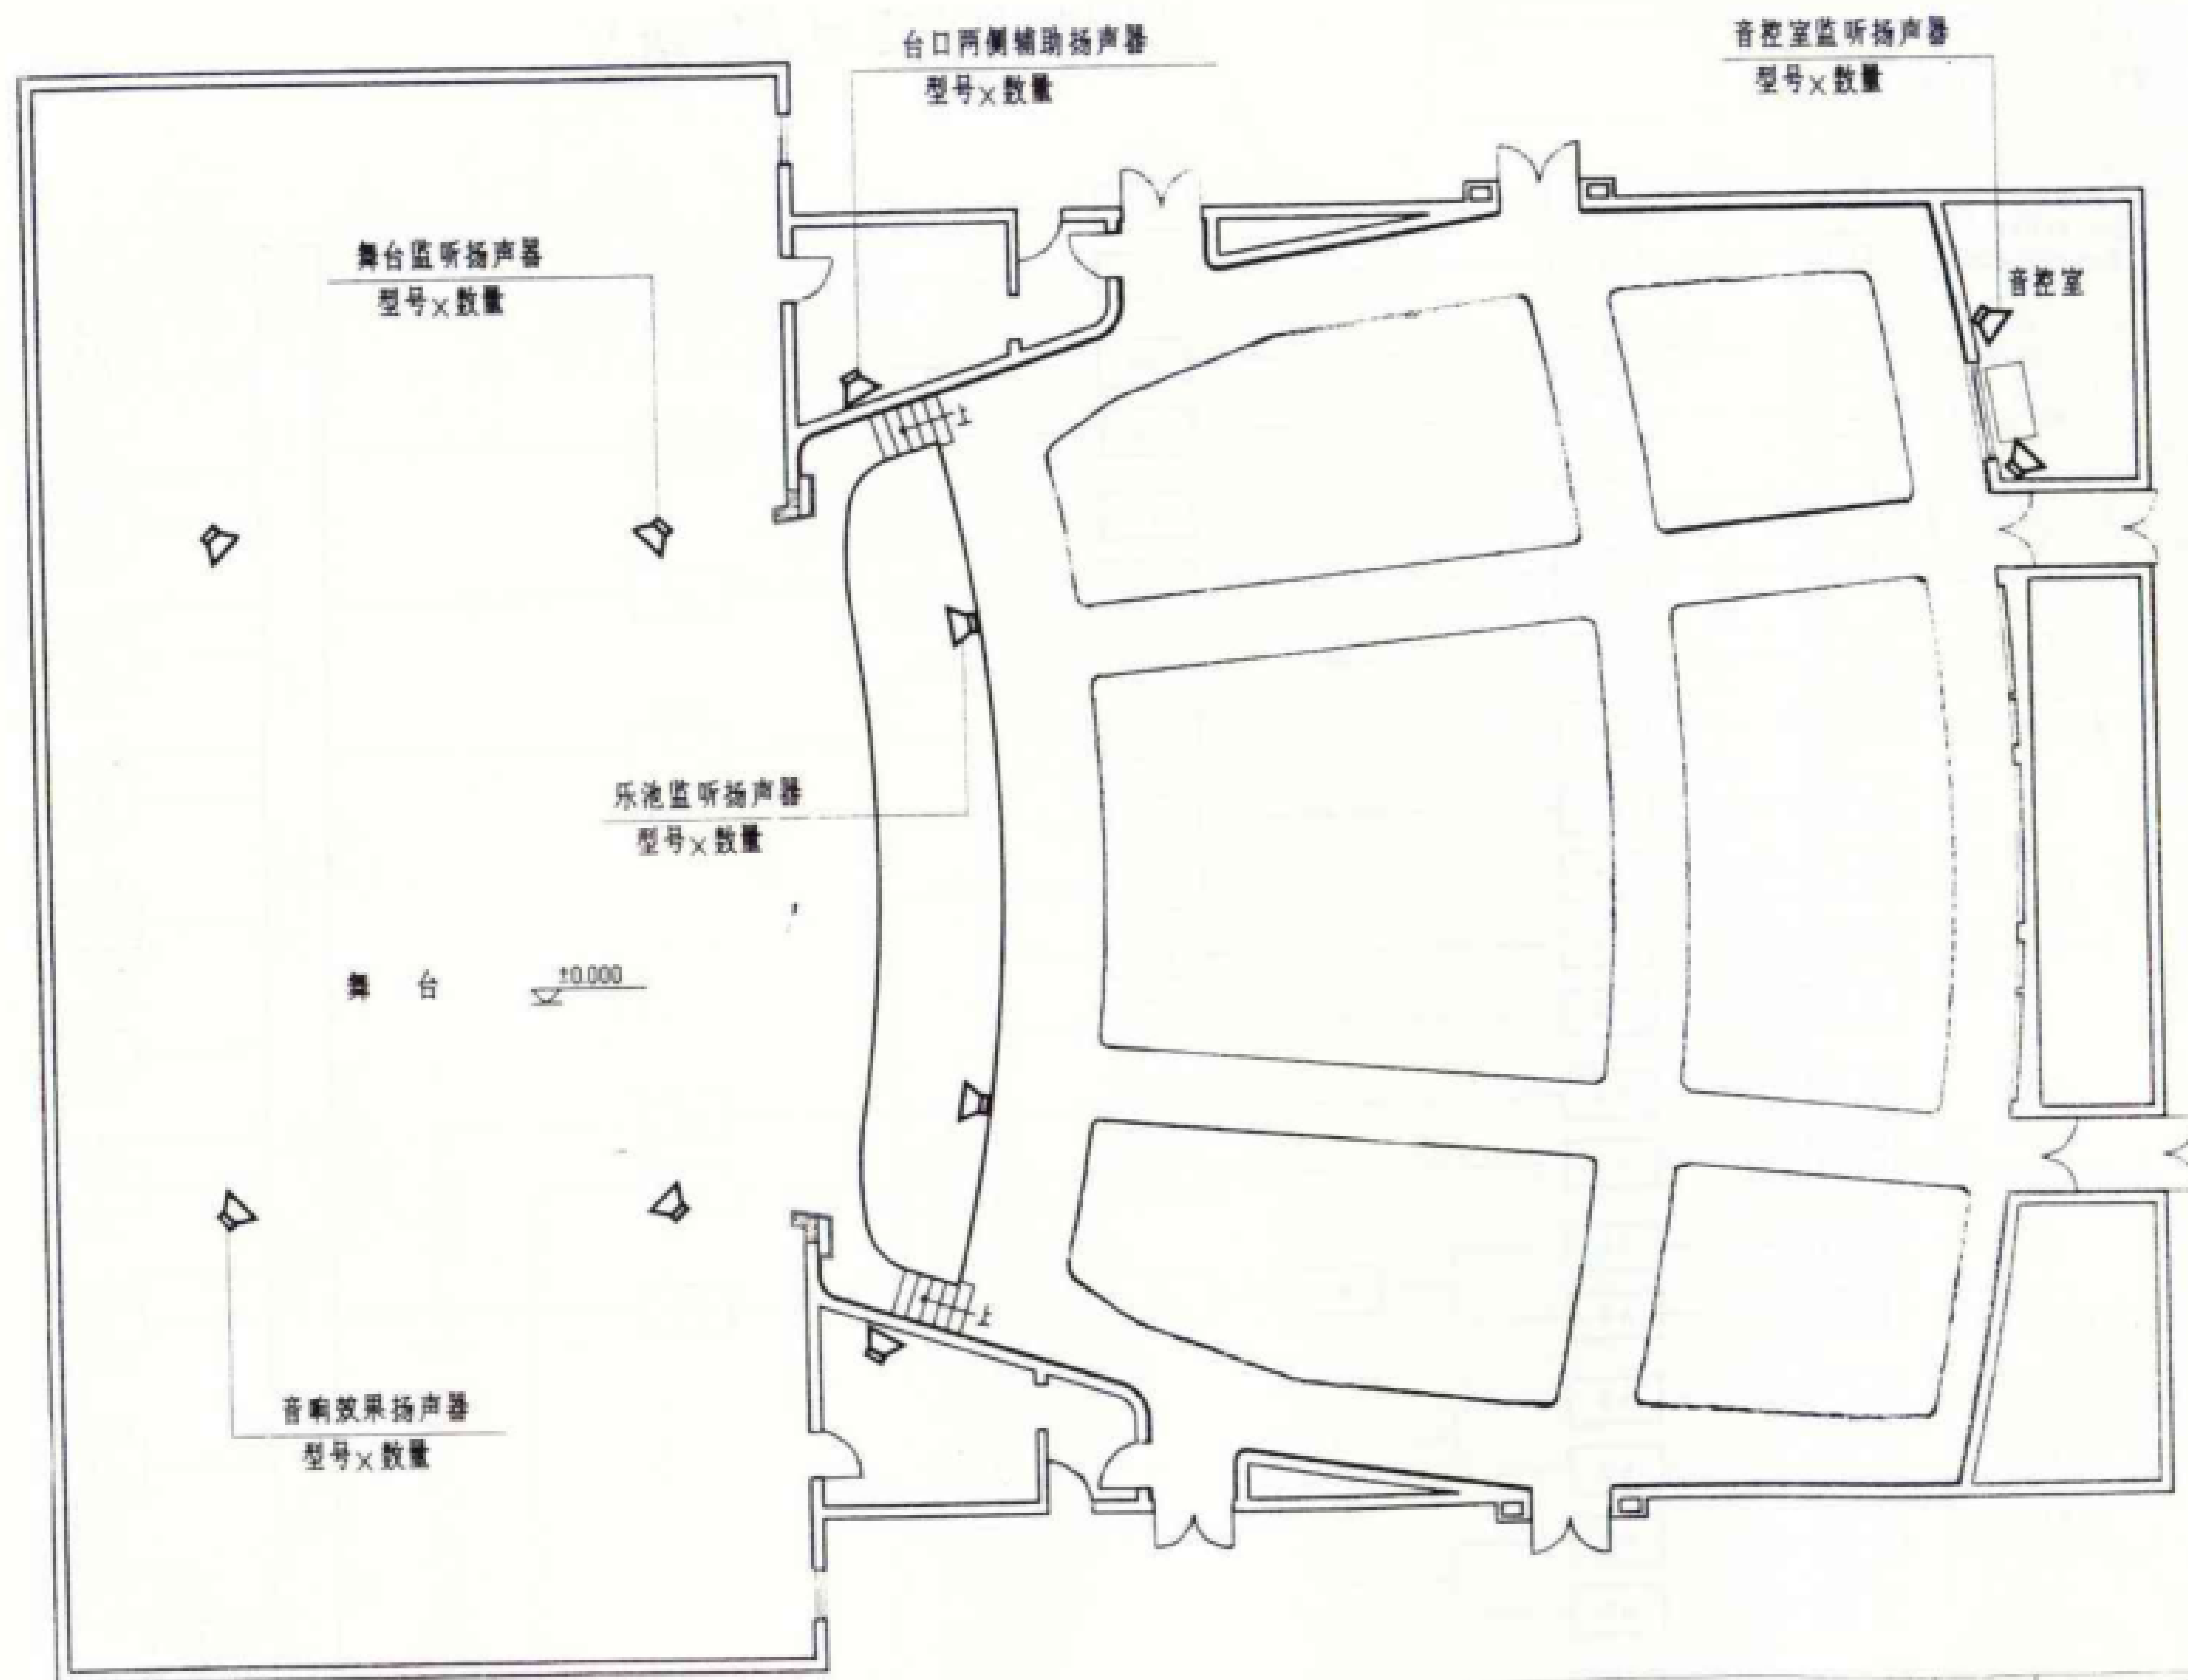 台口两侧辅助扬声器
型号×数量
音控室监听扬声器
型号×数量
舞台监听扬声器
型号×数量
音控室
上
乐池监听扬声器
型号×数量
舞 台
±0.000
上
音响效果扬声器
型号×数量